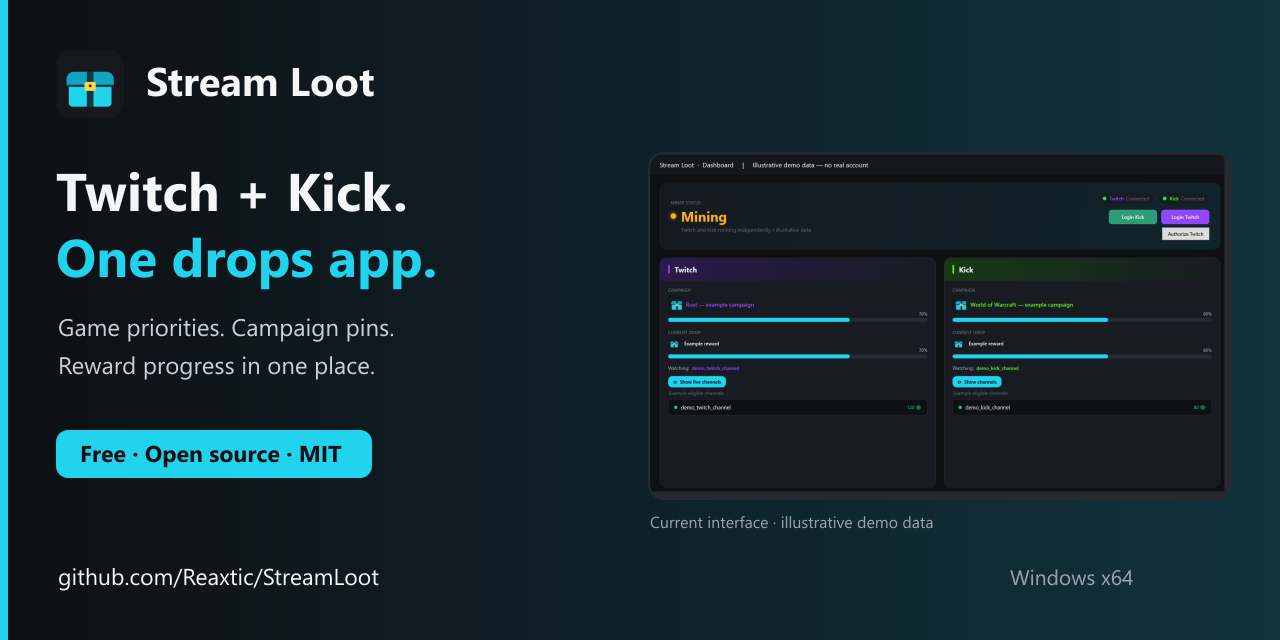 Stream Loot
Twitch + Kick.
One drops app.
Game priorities. Campaign pins.
Reward progress in one place.
Free · Open source · MIT
github.com/Reaxtic/StreamLoot
Stream Loot · Dashboard | Illustrative demo data — no real account
MINER STATUS
Mining
Twitch and Kick running independently • illustrative data
Twitch Connected
Kick Connected
Login Kick
Login Twitch
Authorize Twitch
Twitch
CAMPAIGN
Rust — example campaign
70%
CURRENT DROP
Example reward
70%
Watching: demo_twitch_channel
Show live channels
Example eligible channels
demo_twitch_channel
120
Kick
CAMPAIGN
World of Warcraft — example campaign
60%
CURRENT DROP
Example reward
60%
Watching: demo_kick_channel
Show channels
Example eligible channels
demo_kick_channel
80
Current interface · illustrative demo data
Windows x64